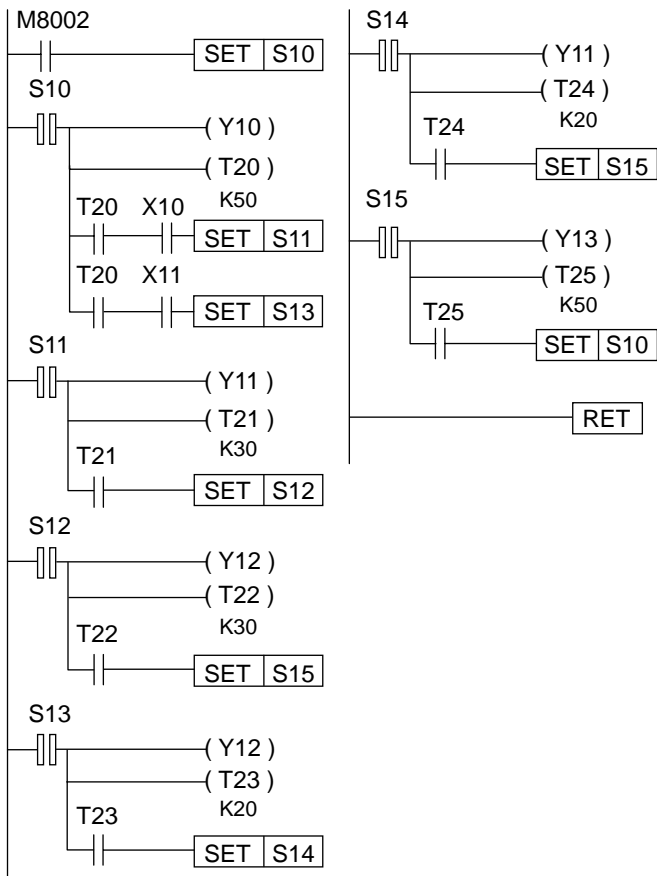 M8002
SET S10
S10
( Y10 )
( T20 )
K50
T20 X10
SET S11
T20 X11
SET S13
S11
( Y11 )
( T21 )
K30
T21
SET S12
S12
( Y12 )
( T22 )
K30
T22
SET S15
S13
( Y12 )
( T23 )
K20
T23
SET S14
S14
( Y11 )
( T24 )
K20
T24
SET S15
S15
( Y13 )
( T25 )
K50
T25
SET S10
RET